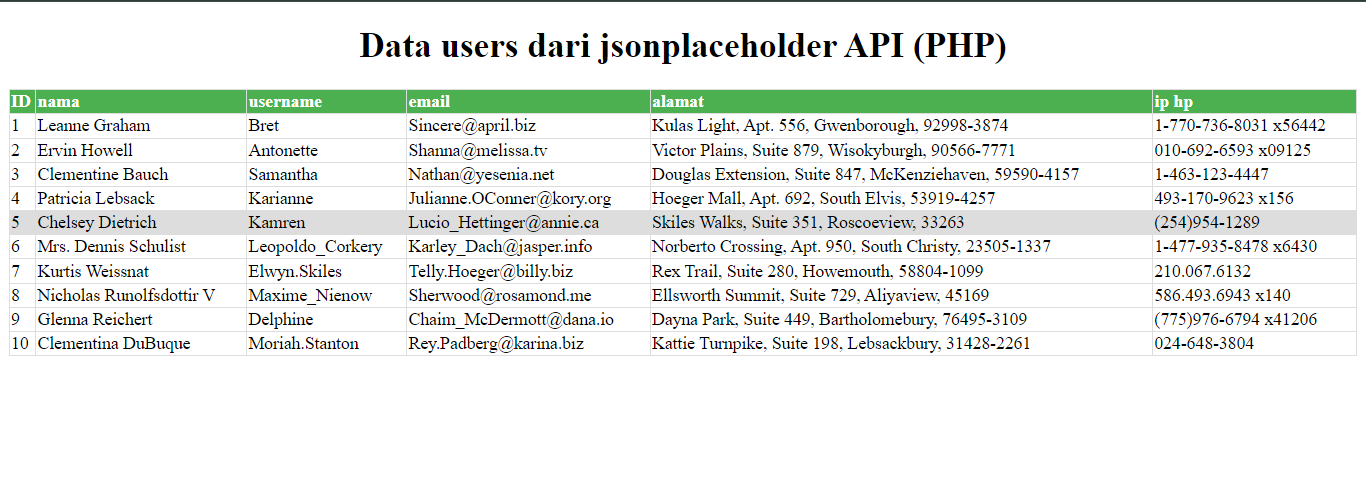 Data users dari jsonplaceholder API (PHP)
ID nama username email alamat ip hp
1 Leanne Graham Bret Sincere@april.biz Kulas Light, Apt. 556, Gwenborough, 92998-3874 1-770-736-8031 x56442
2 Ervin Howell Antonette Shanna@melissa.tv Victor Plains, Suite 879, Wisokyburgh, 90566-7771 010-692-6593 x09125
3 Clementine Bauch Samantha Nathan@yesenia.net Douglas Extension, Suite 847, McKenziehaven, 59590-4157 1-463-123-4447
4 Patricia Lebsack Karianne Julianne.OConner@kory.org Hoeger Mall, Apt. 692, South Elvis, 53919-4257 493-170-9623 x156
5 Chelsey Dietrich Kamren Lucio_Hettinger@annie.ca Skiles Walks, Suite 351, Roscoeview, 33263 (254)954-1289
6 Mrs. Dennis Schulist Leopoldo_Corkery Karley_Dach@jasper.info Norberto Crossing, Apt. 950, South Christy, 23505-1337 1-477-935-8478 x6430
7 Kurtis Weissnat Elwyn.Skiles Telly.Hoeger@billy.biz Rex Trail, Suite 280, Howemouth, 58804-1099 210.067.6132
8 Nicholas Runolfsdottir V Maxime_Nienow Sherwood@rosamond.me Ellsworth Summit, Suite 729, Aliyaview, 45169 586.493.6943 x140
9 Glenna Reichert Delphine Chaim_McDermott@dana.io Dayna Park, Suite 449, Bartholomebury, 76495-3109 (775)976-6794 x41206
10 Clementina DuBuque Moriah.Stanton Rey.Padberg@karina.biz Kattie Turnpike, Suite 198, Lebsackbury, 31428-2261 024-648-3804